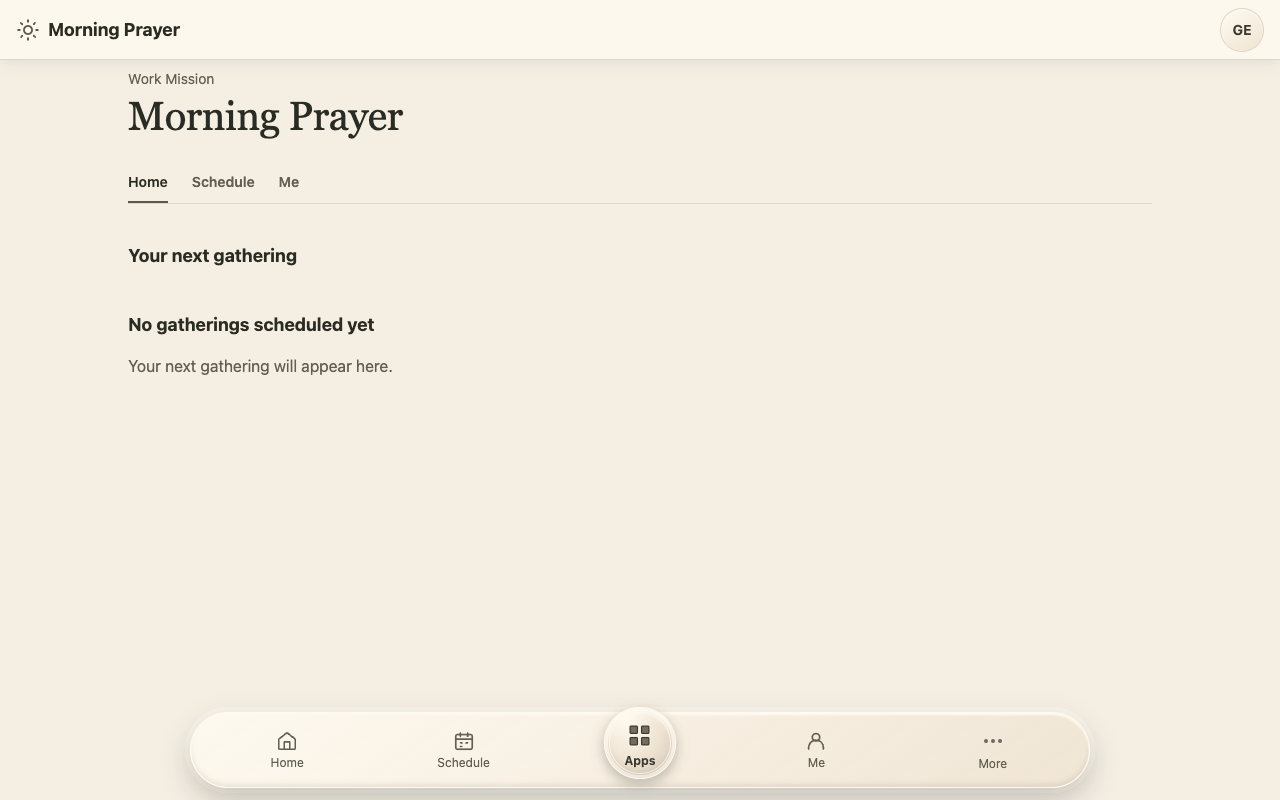 Morning Prayer
GE
Work Mission
Morning Prayer
Home Schedule Me
Your next gathering
No gatherings scheduled yet
Your next gathering will appear here.
Home Schedule Apps Me More